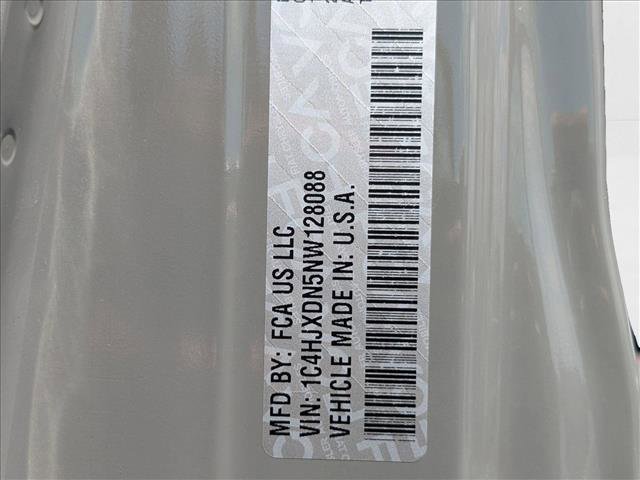 MFD BY: FCA US LLC
VIN: 1C4HJXDN5NW128088
VEHICLE MADE IN: U.S.A.